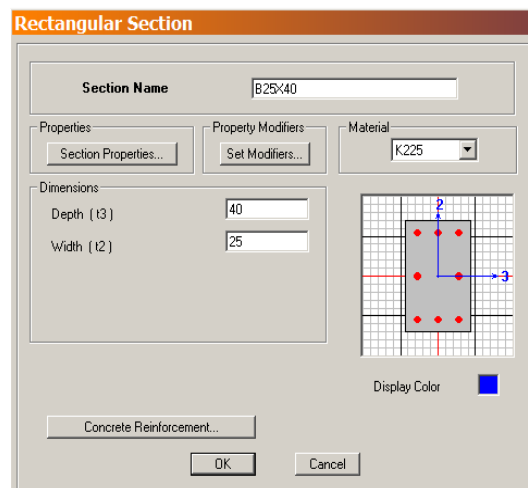 Rectangular Section
Section Name B25X40
Properties Property Modifiers Material
Section Properties... Set Modifiers... K225
Dimensions
Depth ( t3 ) 40
Width ( t2 ) 25
2
3
Display Color
Concrete Reinforcement...
OK Cancel